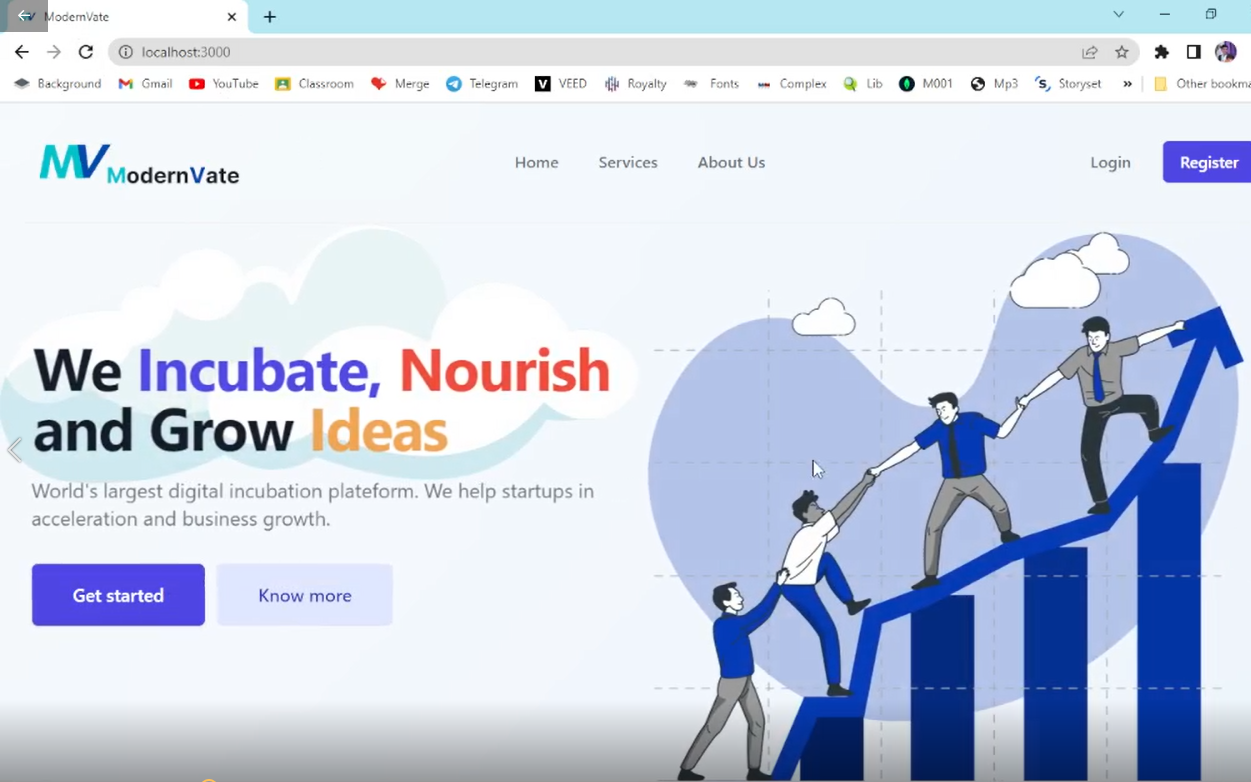 ModernVate
localhost:3000
Background Gmail YouTube Classroom Merge Telegram VEED Royalty Fonts Complex Lib M001 Mp3 Storyset » Other bookma
MV ModernVate
Home Services About Us Login Register
We Incubate, Nourish
and Grow Ideas
World's largest digital incubation plateform. We help startups in
acceleration and business growth.
Get started Know more